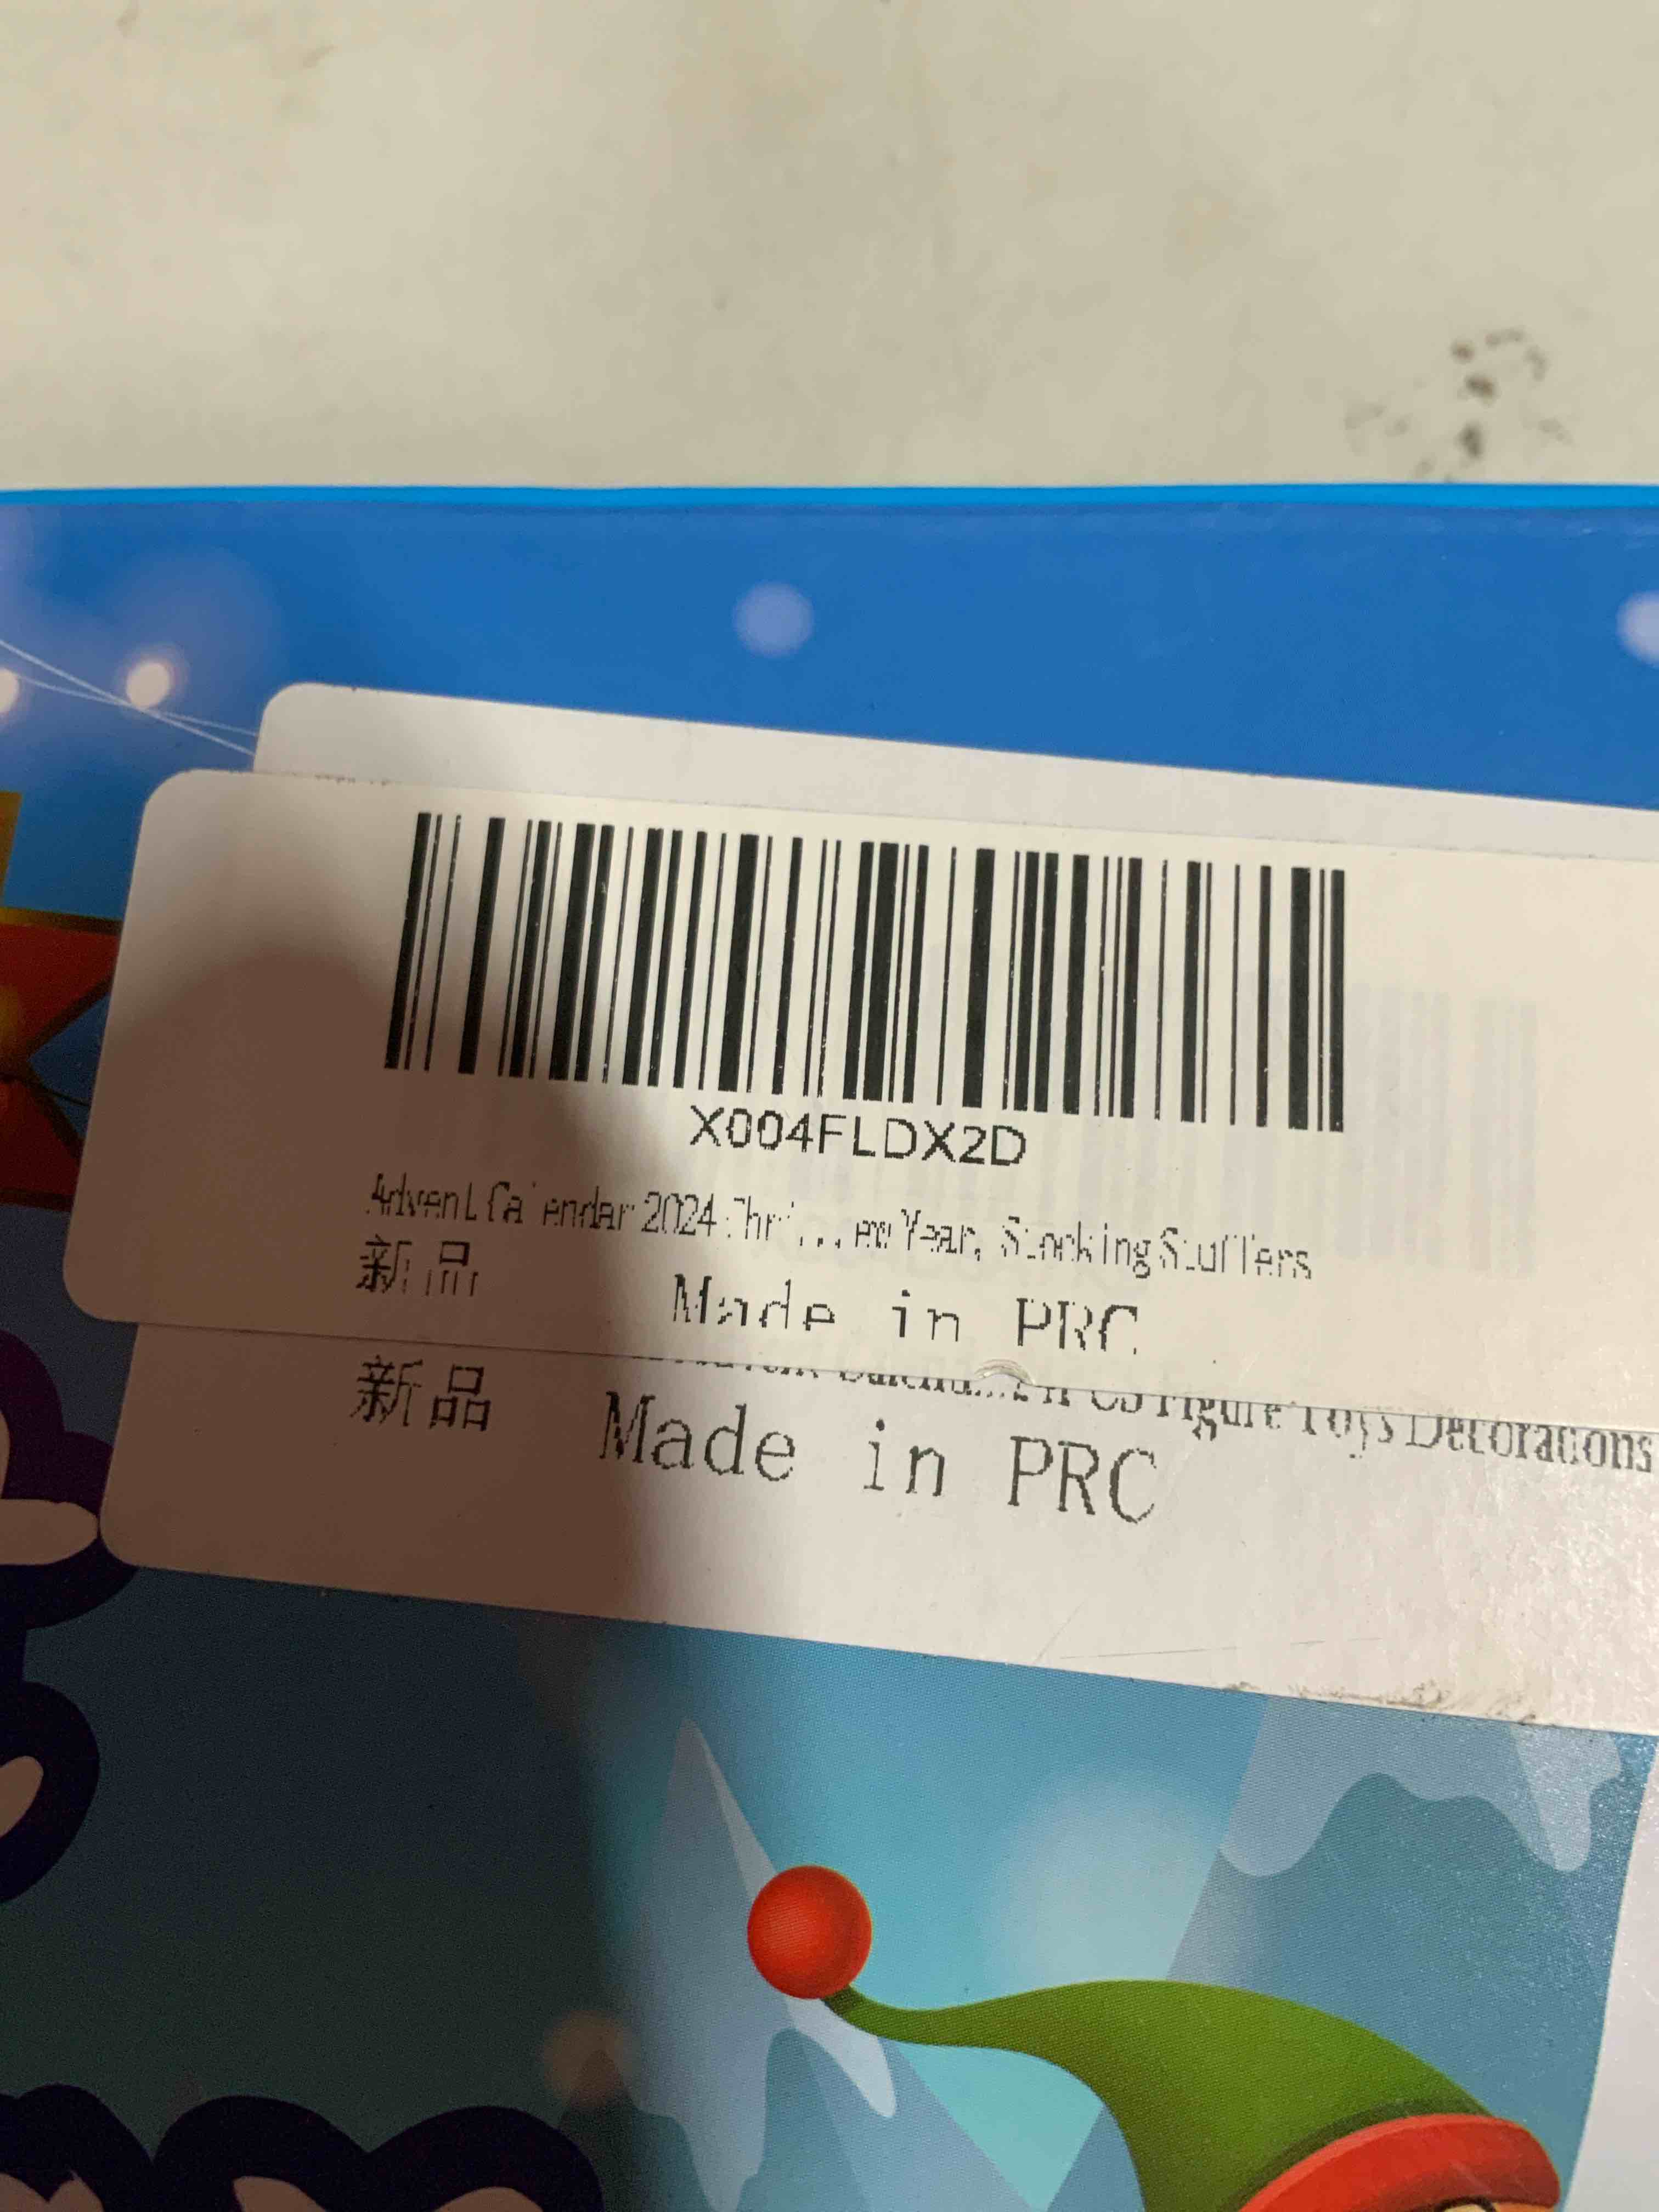 X004FLDX2D
Advent Calendar 2024 Year, Stocking Stuffers
新品
Made in PRC
Figure Toys Decorations
新品
Made in PRC